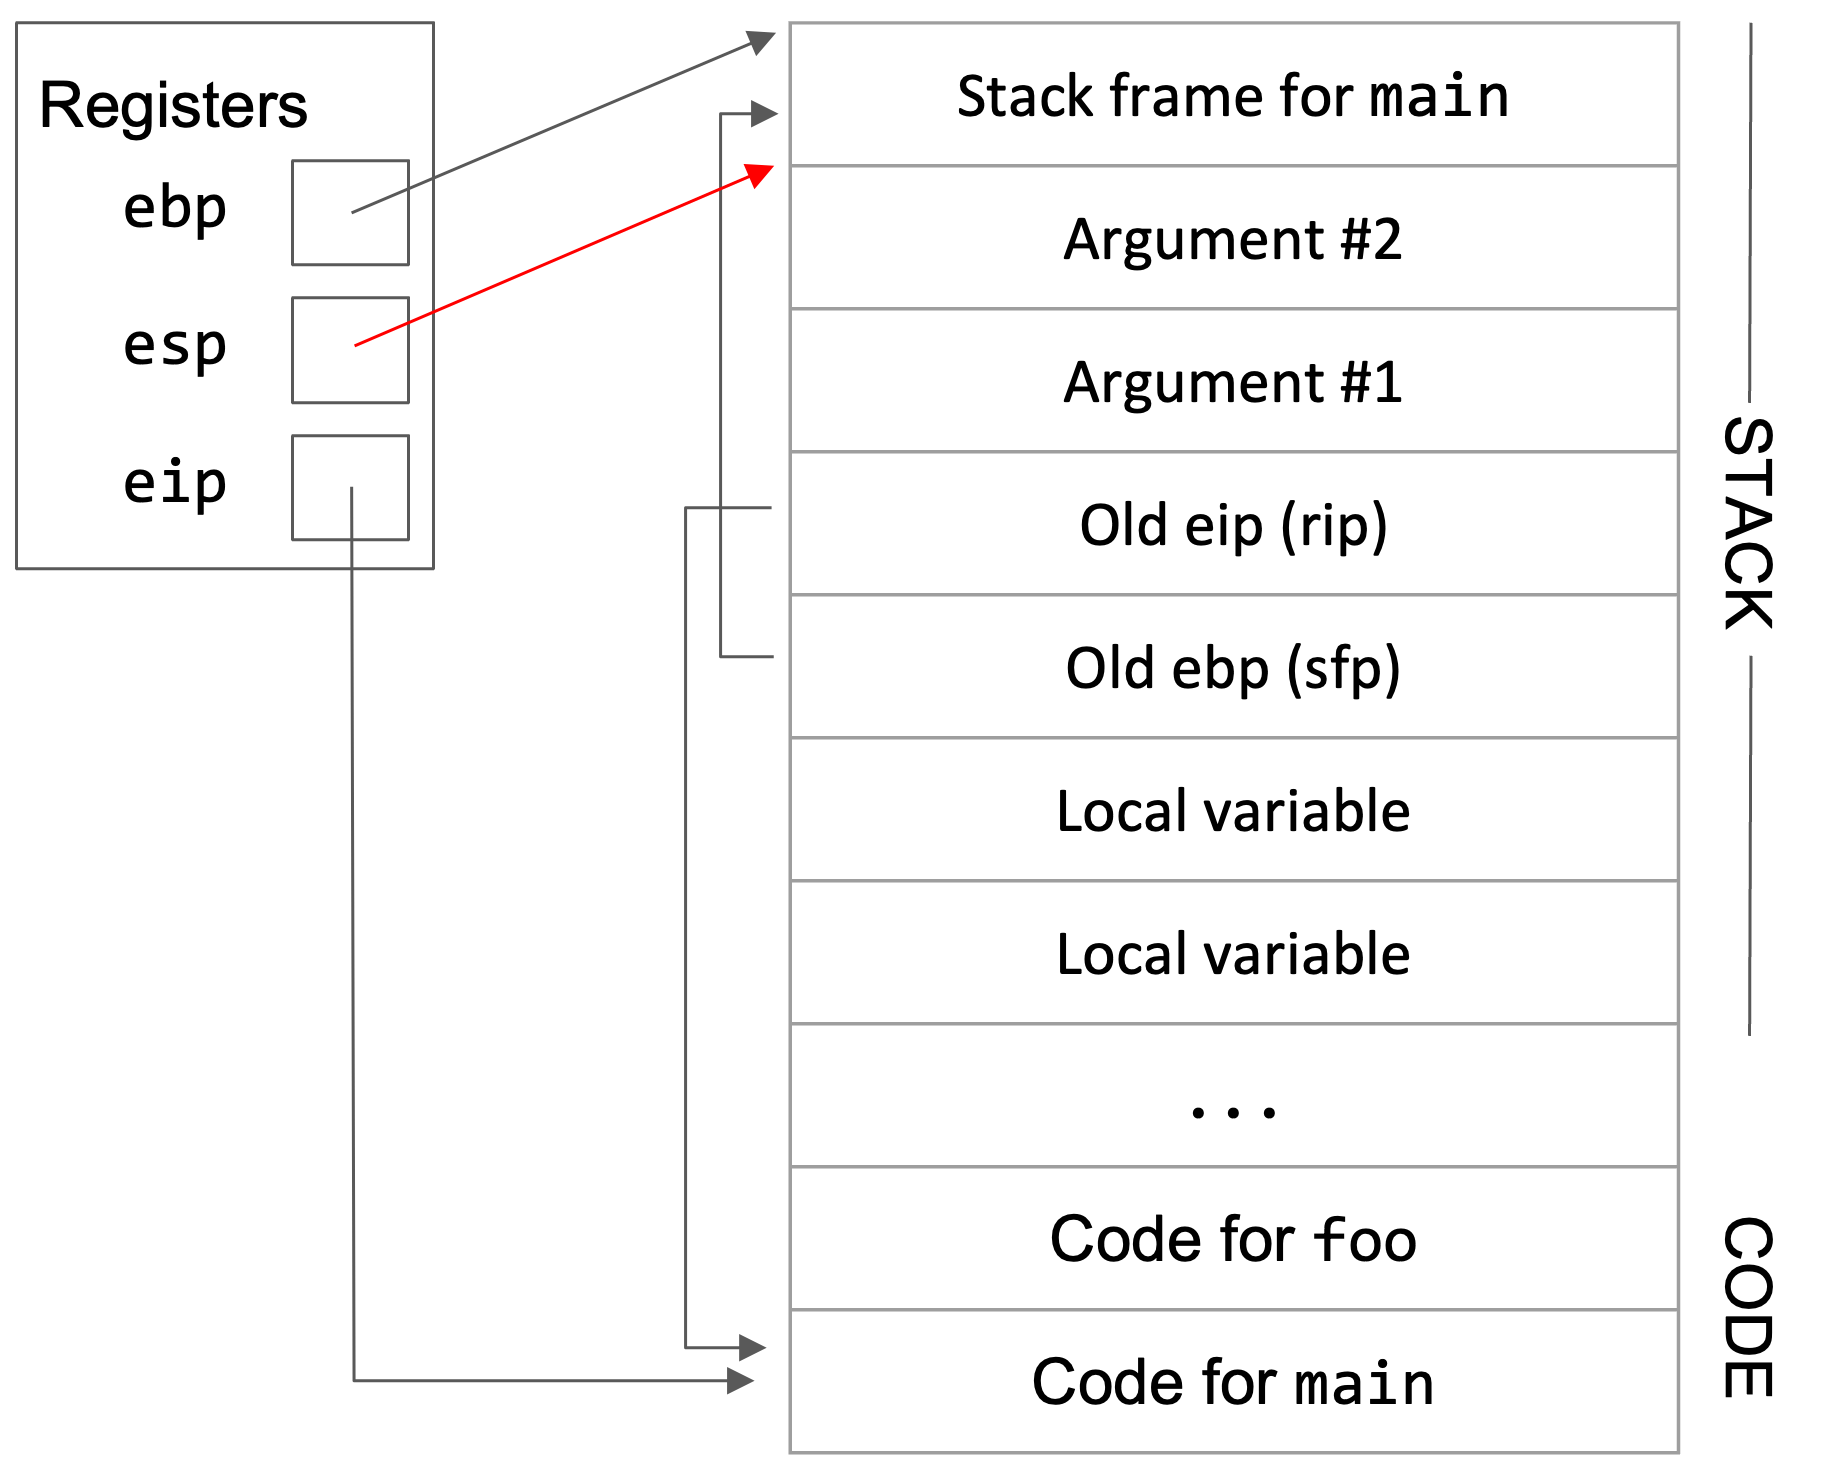 Registers
ebp
esp
eip
Stack frame for main
Argument #2
Argument #1
Old eip (rip)
Old ebp (sfp)
Local variable
Local variable
...
Code for foo
Code for main
STACK
CODE